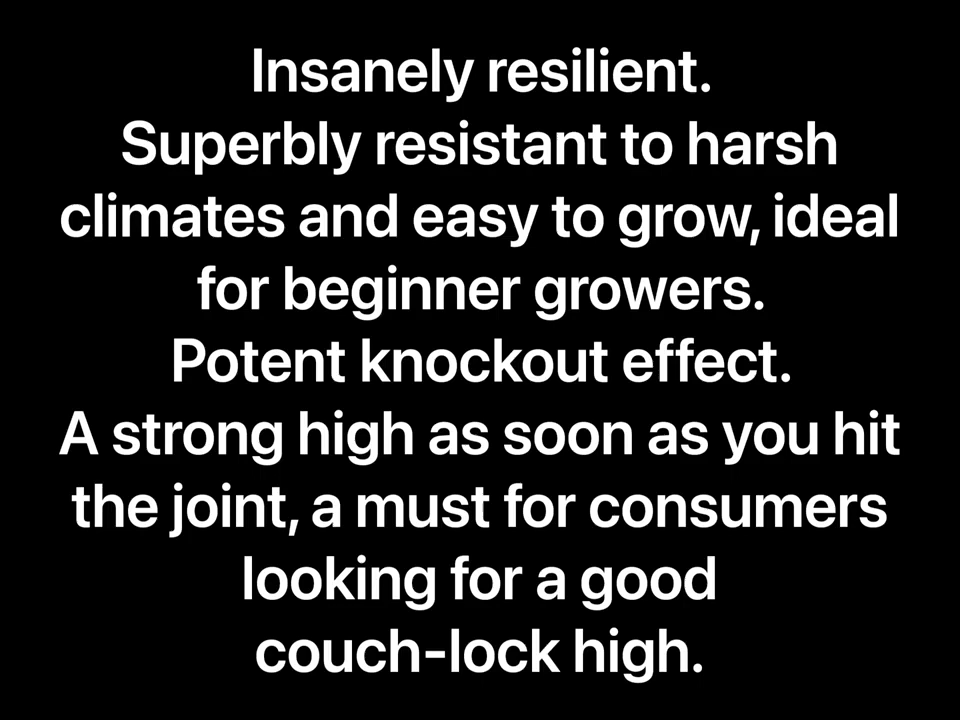 Insanely resilient.
Superbly resistant to harsh
climates and easy to grow, ideal
for beginner growers.
Potent knockout effect.
A strong high as soon as you hit
the joint, a must for consumers
looking for a good
couch-lock high.